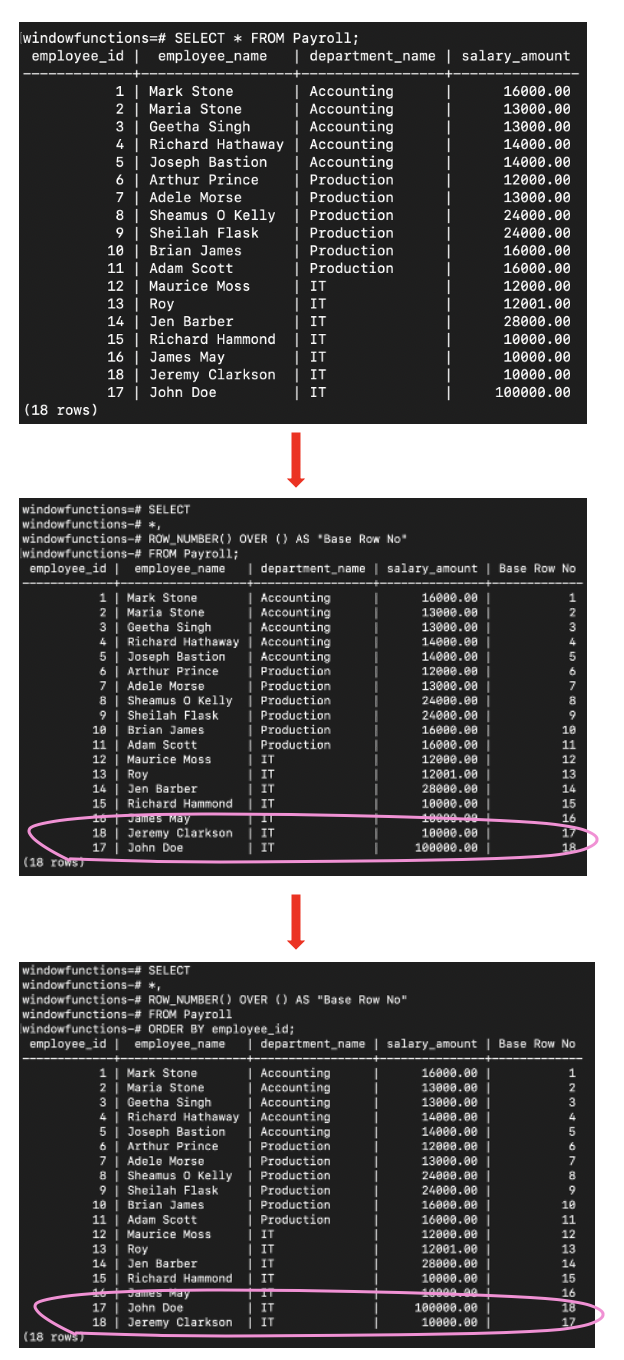 windowfunctions=# SELECT * FROM Payroll;
employee_id | employee_name | department_name | salary_amount
-------------+------------------+-----------------+---------------
1 | Mark Stone | Accounting | 16000.00
2 | Maria Stone | Accounting | 13000.00
3 | Geetha Singh | Accounting | 13000.00
4 | Richard Hathaway | Accounting | 14000.00
5 | Joseph Bastion | Accounting | 14000.00
6 | Arthur Prince | Production | 12000.00
7 | Adele Morse | Production | 13000.00
8 | Sheamus O Kelly | Production | 24000.00
9 | Sheilah Flask | Production | 24000.00
10 | Brian James | Production | 16000.00
11 | Adam Scott | Production | 16000.00
12 | Maurice Moss | IT | 12000.00
13 | Roy | IT | 12001.00
14 | Jen Barber | IT | 28000.00
15 | Richard Hammond | IT | 10000.00
16 | James May | IT | 10000.00
18 | Jeremy Clarkson | IT | 10000.00
17 | John Doe | IT | 100000.00
(18 rows)
windowfunctions=# SELECT
windowfunctions-# *,
windowfunctions-# ROW_NUMBER() OVER () AS "Base Row No"
windowfunctions-# FROM Payroll;
employee_id | employee_name | department_name | salary_amount | Base Row No
-------------+------------------+-----------------+---------------+-------------
1 | Mark Stone | Accounting | 16000.00 | 1
2 | Maria Stone | Accounting | 13000.00 | 2
3 | Geetha Singh | Accounting | 13000.00 | 3
4 | Richard Hathaway | Accounting | 14000.00 | 4
5 | Joseph Bastion | Accounting | 14000.00 | 5
6 | Arthur Prince | Production | 12000.00 | 6
7 | Adele Morse | Production | 13000.00 | 7
8 | Sheamus O Kelly | Production | 24000.00 | 8
9 | Sheilah Flask | Production | 24000.00 | 9
10 | Brian James | Production | 16000.00 | 10
11 | Adam Scott | Production | 16000.00 | 11
12 | Maurice Moss | IT | 12000.00 | 12
13 | Roy | IT | 12001.00 | 13
14 | Jen Barber | IT | 28000.00 | 14
15 | Richard Hammond | IT | 10000.00 | 15
16 | James May | IT | 10000.00 | 16
18 | Jeremy Clarkson | IT | 10000.00 | 17
17 | John Doe | IT | 100000.00 | 18
(18 rows)
windowfunctions=# SELECT
windowfunctions-# *,
windowfunctions-# ROW_NUMBER() OVER () AS "Base Row No"
windowfunctions-# FROM Payroll
windowfunctions-# ORDER BY employee_id;
employee_id | employee_name | department_name | salary_amount | Base Row No
-------------+------------------+-----------------+---------------+-------------
1 | Mark Stone | Accounting | 16000.00 | 1
2 | Maria Stone | Accounting | 13000.00 | 2
3 | Geetha Singh | Accounting | 13000.00 | 3
4 | Richard Hathaway | Accounting | 14000.00 | 4
5 | Joseph Bastion | Accounting | 14000.00 | 5
6 | Arthur Prince | Production | 12000.00 | 6
7 | Adele Morse | Production | 13000.00 | 7
8 | Sheamus O Kelly | Production | 24000.00 | 8
9 | Sheilah Flask | Production | 24000.00 | 9
10 | Brian James | Production | 16000.00 | 10
11 | Adam Scott | Production | 16000.00 | 11
12 | Maurice Moss | IT | 12000.00 | 12
13 | Roy | IT | 12001.00 | 13
14 | Jen Barber | IT | 28000.00 | 14
15 | Richard Hammond | IT | 10000.00 | 15
16 | James May | IT | 10000.00 | 16
17 | John Doe | IT | 100000.00 | 18
18 | Jeremy Clarkson | IT | 10000.00 | 17
(18 rows)